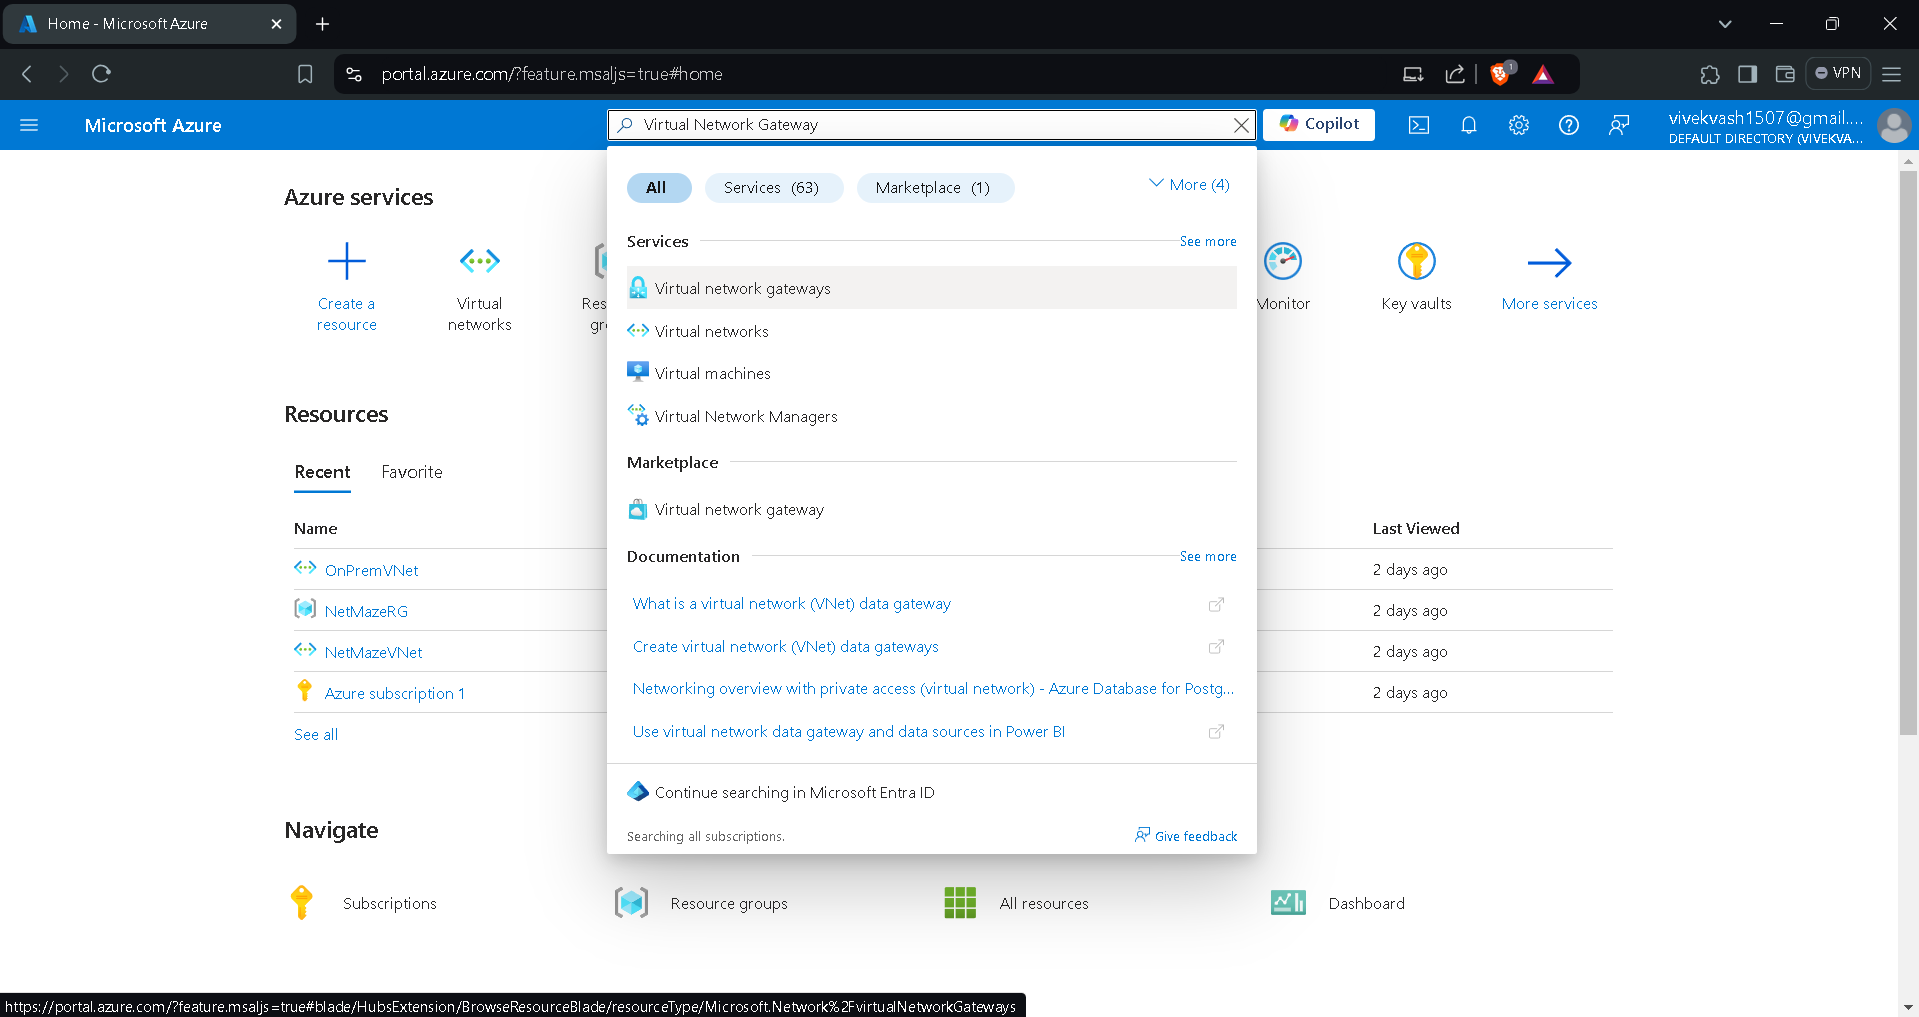 Home - Microsoft Azure
portal.azure.com/?feature.msaljs=true#home
1
VPN
Microsoft Azure
Virtual Network Gateway
Copilot
vivekvash1507@gmail....
DEFAULT DIRECTORY (VIVEKVA...
All
Services (63)
Marketplace (1)
More (4)
Azure services
Create a resource
Virtual networks
Monitor
Key vaults
More services
Services
See more
Virtual network gateways
Virtual networks
Virtual machines
Virtual Network Managers
Marketplace
Virtual network gateway
Documentation
See more
What is a virtual network (VNet) data gateway
Create virtual network (VNet) data gateways
Networking overview with private access (virtual network) - Azure Database for Postg...
Use virtual network data gateway and data sources in Power BI
Continue searching in Microsoft Entra ID
Searching all subscriptions.
Give feedback
Resources
Recent
Favorite
Name
Last Viewed
OnPremVNet
2 days ago
NetMazeRG
2 days ago
NetMazeVNet
2 days ago
Azure subscription 1
2 days ago
See all
Navigate
Subscriptions
Resource groups
All resources
Dashboard
https://portal.azure.com/?feature.msaljs=true#blade/HubsExtension/BrowseResourceBlade/resourceType/Microsoft.Network%2FvirtualNetworkGateways